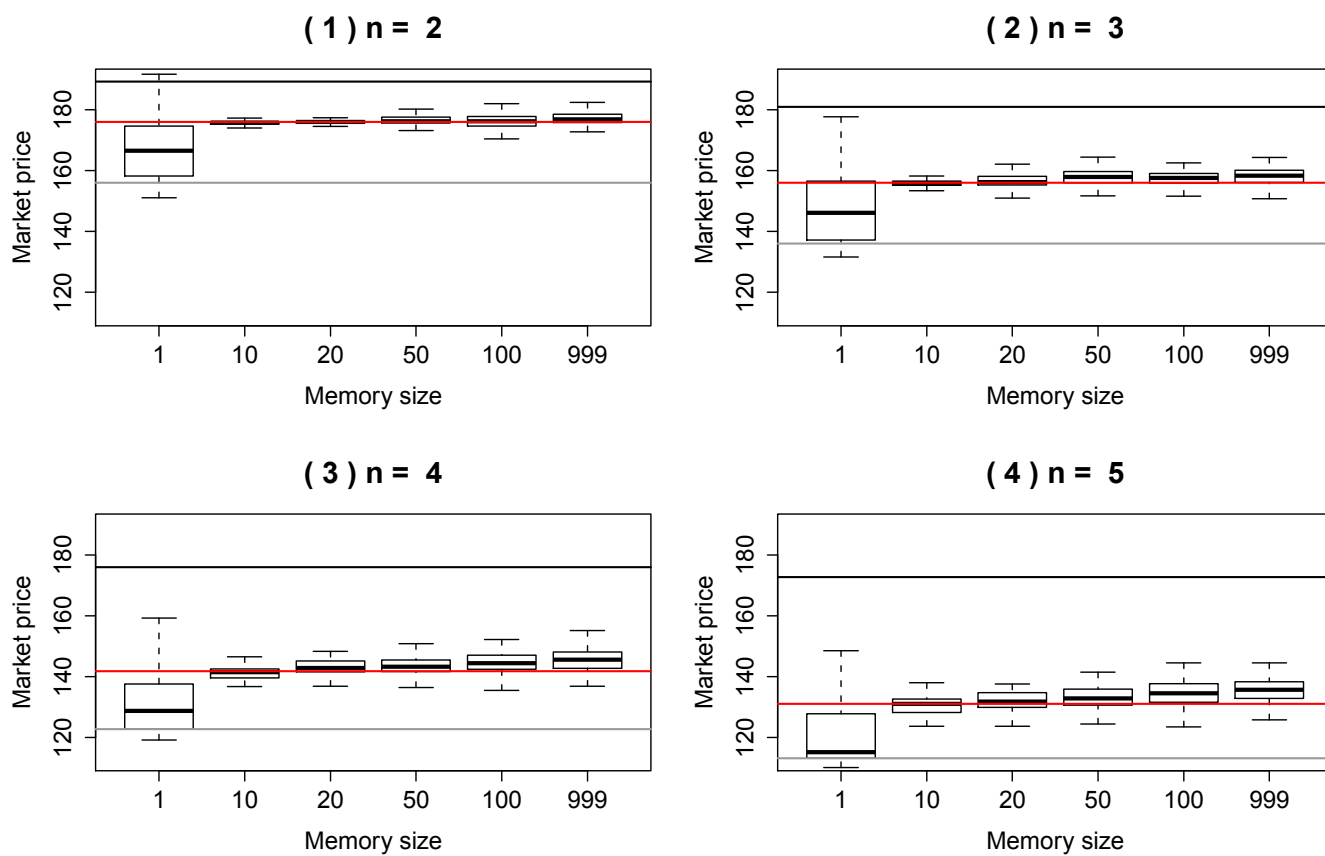 ( 1 ) n = 2
Market price
180
160
140
120
1 10 20 50 100 999
Memory size
( 2 ) n = 3
Market price
180
160
140
120
1 10 20 50 100 999
Memory size
( 3 ) n = 4
Market price
180
160
140
120
1 10 20 50 100 999
Memory size
( 4 ) n = 5
Market price
180
160
140
120
1 10 20 50 100 999
Memory size